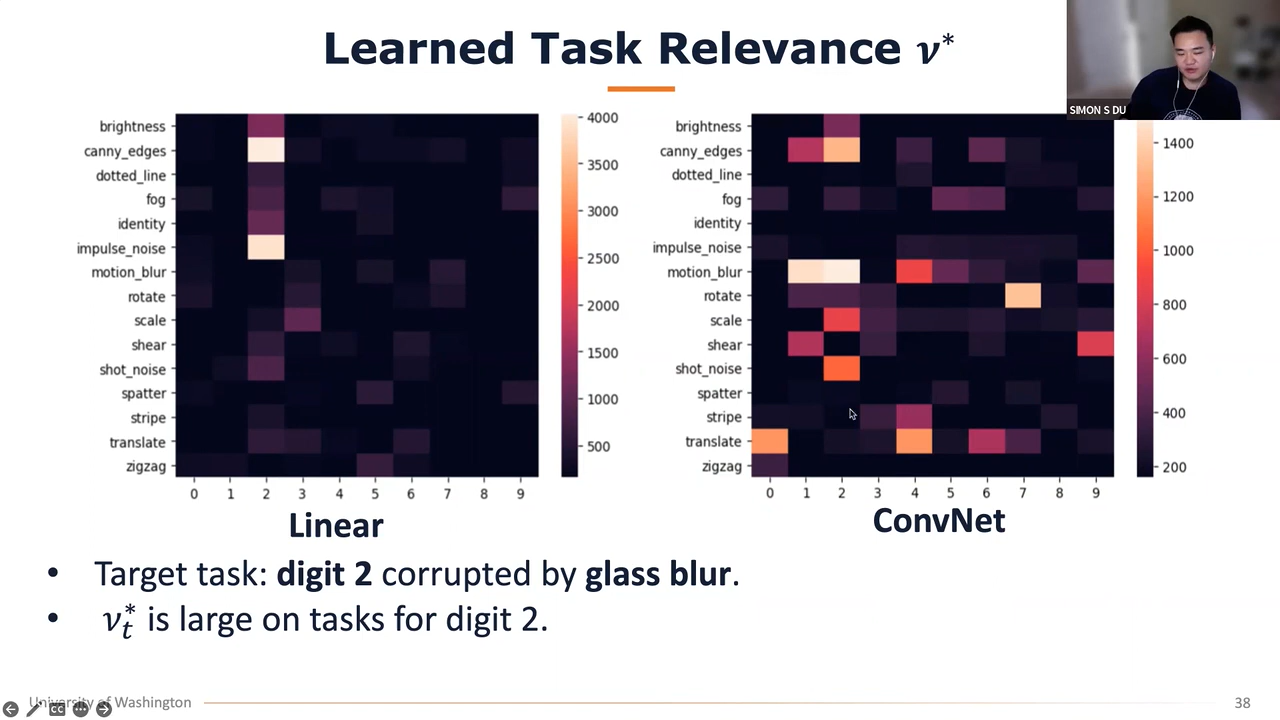 Learned Task Relevance ν*
SIMON S DU
brightness
canny_edges
dotted_line
fog
identity
impulse_noise
motion_blur
rotate
scale
shear
shot_noise
spatter
stripe
translate
zigzag
0 1 2 3 4 5 6 7 8 9
4000
3500
3000
2500
2000
1500
1000
500
Linear
brightness
canny_edges
dotted_line
fog
identity
impulse_noise
motion_blur
rotate
scale
shear
shot_noise
spatter
stripe
translate
zigzag
0 1 2 3 4 5 6 7 8 9
1400
1200
1000
800
600
400
200
ConvNet
• Target task: digit 2 corrupted by glass blur.
• ν*t is large on tasks for digit 2.
University of Washington
CC
38